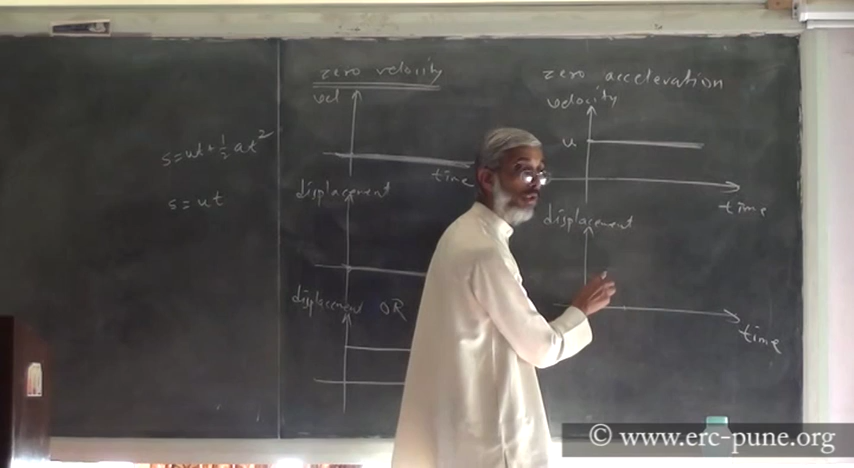 s=ut+½at²
s=ut
zero velocity
vel
time
displacement
displacement OR
zero acceleration
velocity
u
time
displacement
time
© www.erc-pune.org